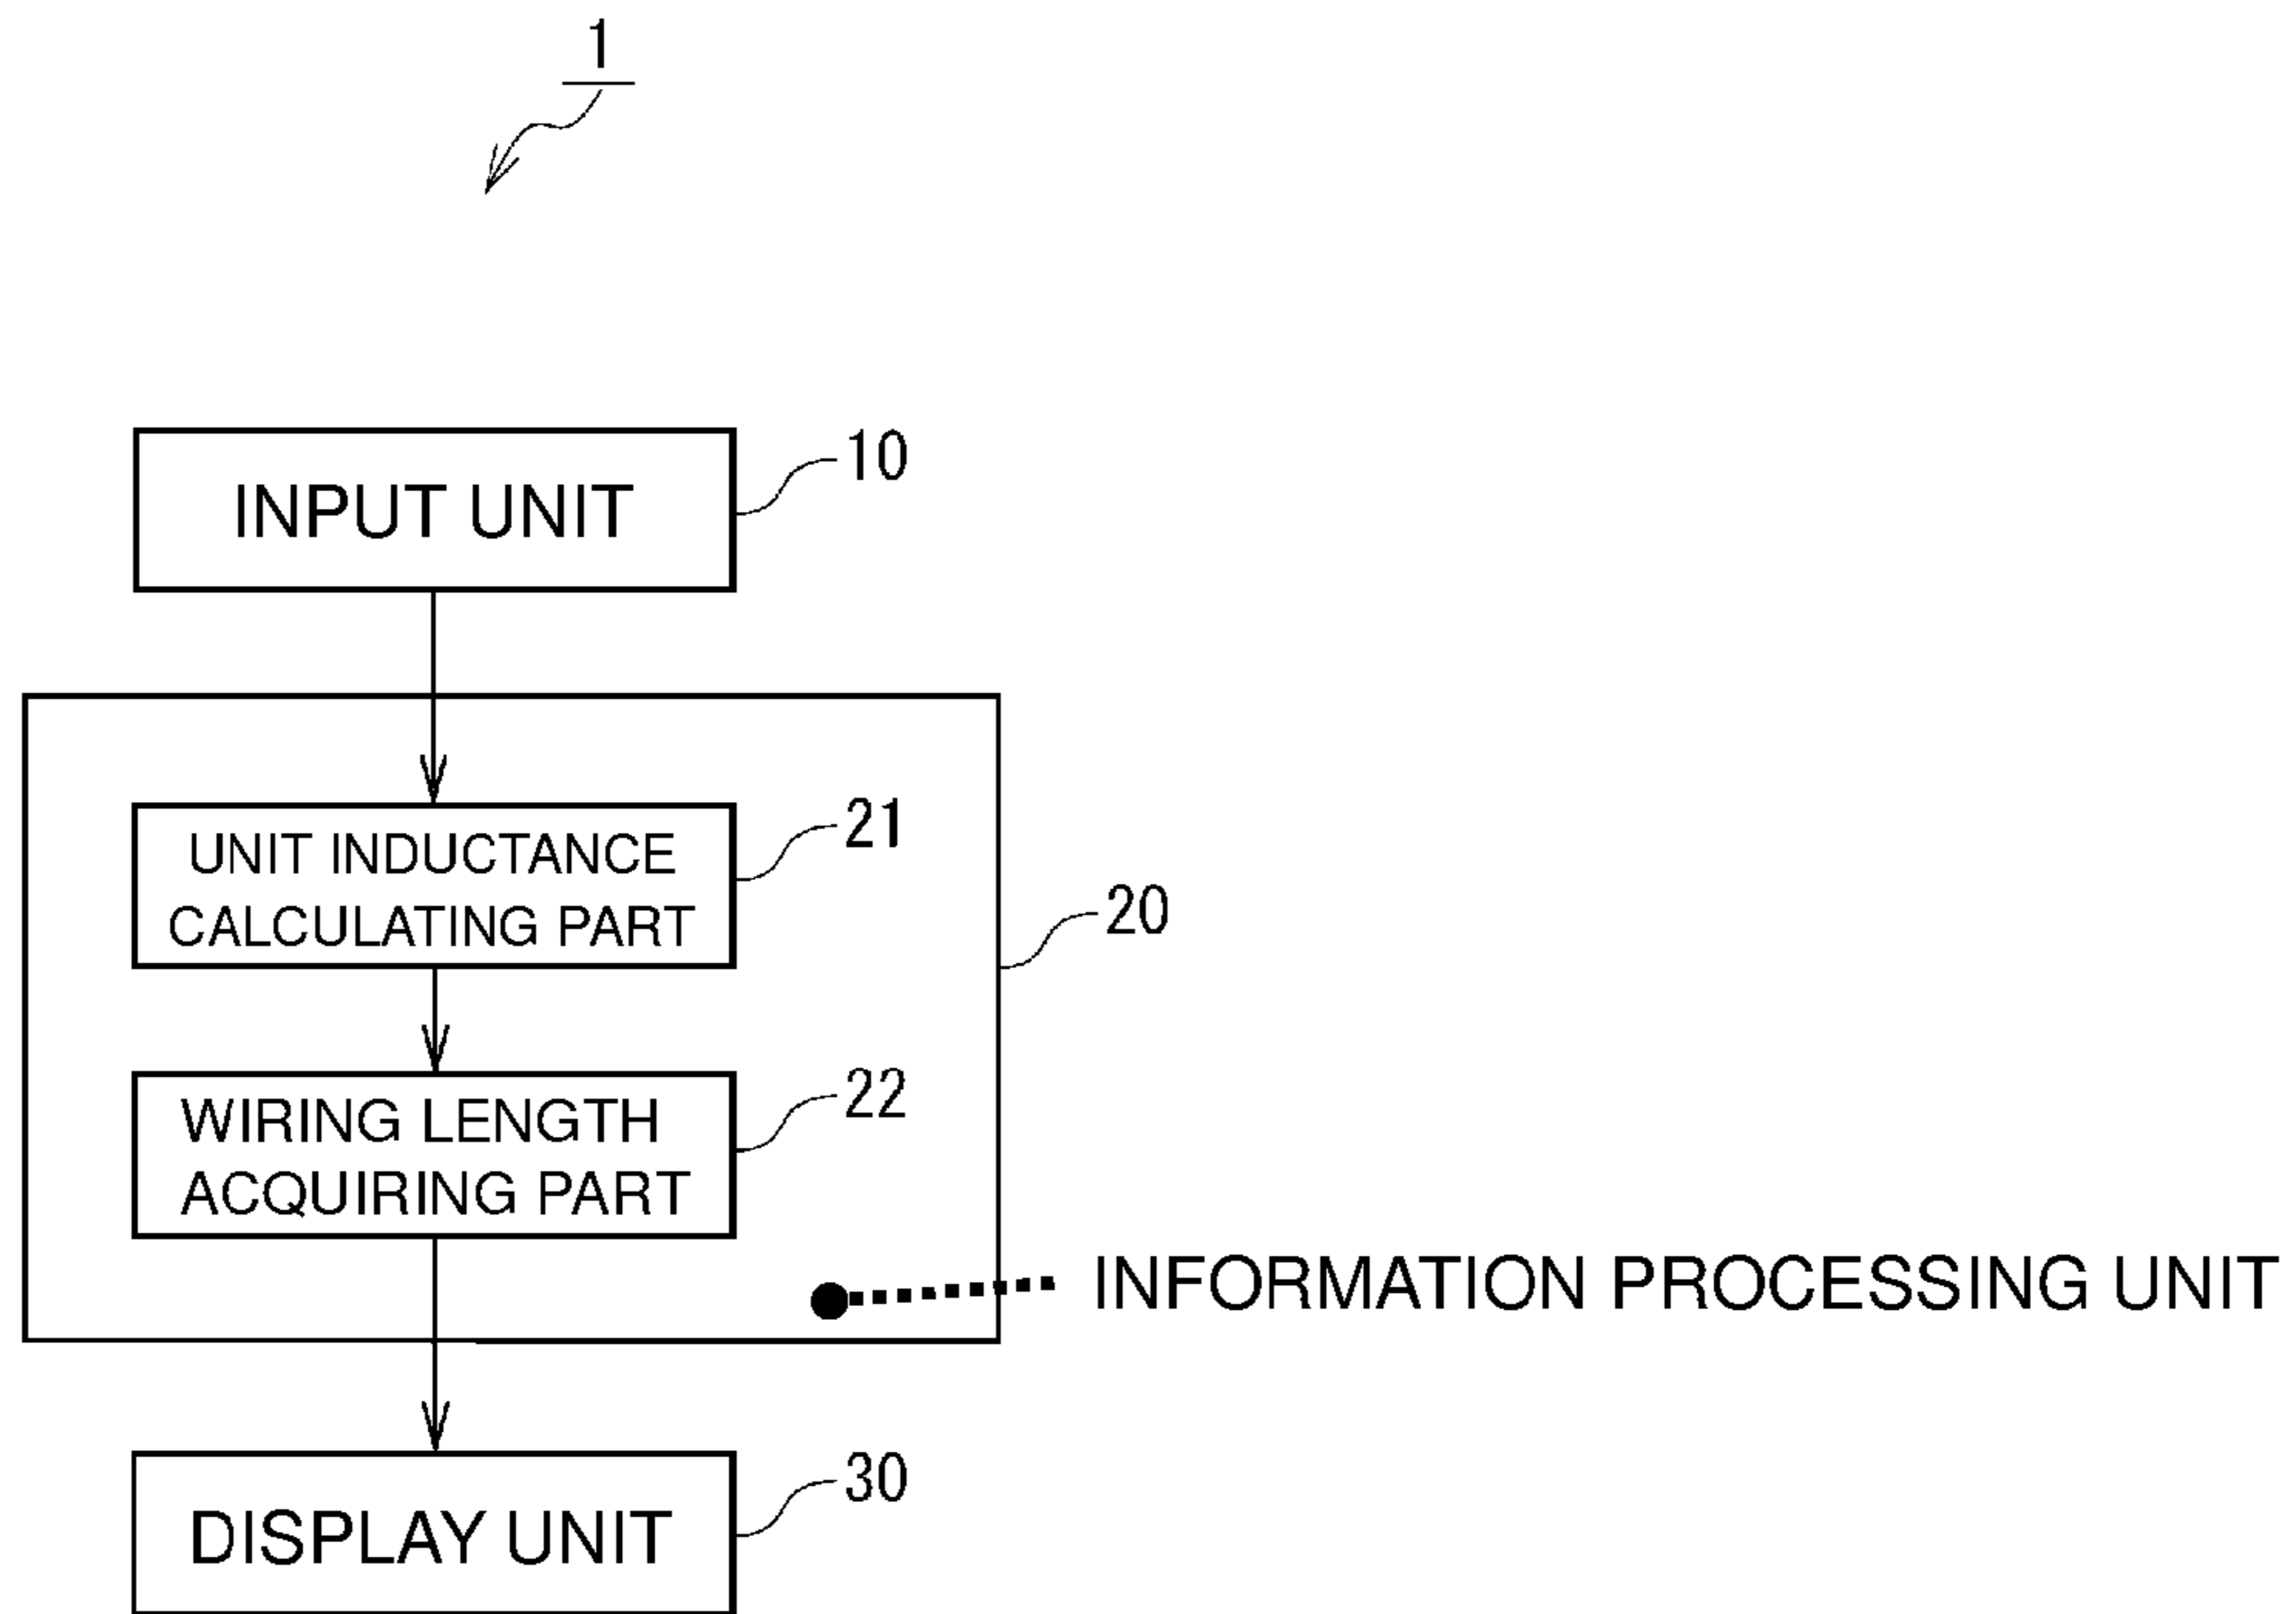 1
INPUT UNIT
10
UNIT INDUCTANCE
CALCULATING PART
21
20
WIRING LENGTH
ACQUIRING PART
22
INFORMATION PROCESSING UNIT
DISPLAY UNIT
30